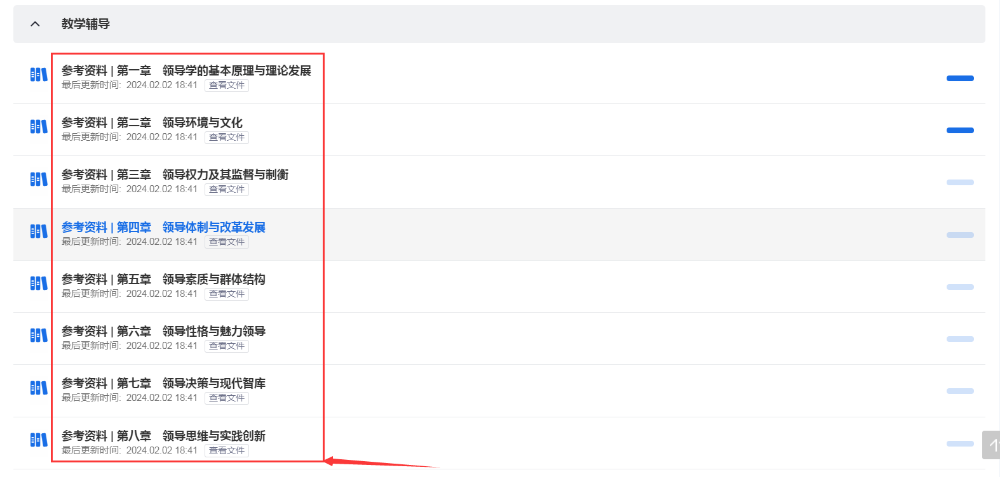 教学辅导
参考资料 | 第一章　领导学的基本原理与理论发展
最后更新时间: 2024.02.02 18:41 查看文件
参考资料 | 第二章　领导环境与文化
最后更新时间: 2024.02.02 18:41 查看文件
参考资料 | 第三章　领导权力及其监督与制衡
最后更新时间: 2024.02.02 18:41 查看文件
参考资料 | 第四章　领导体制与改革发展
最后更新时间: 2024.02.02 18:41 查看文件
参考资料 | 第五章　领导素质与群体结构
最后更新时间: 2024.02.02 18:41 查看文件
参考资料 | 第六章　领导性格与魅力领导
最后更新时间: 2024.02.02 18:41 查看文件
参考资料 | 第七章　领导决策与现代智库
最后更新时间: 2024.02.02 18:41 查看文件
参考资料 | 第八章　领导思维与实践创新
最后更新时间: 2024.02.02 18:41 查看文件